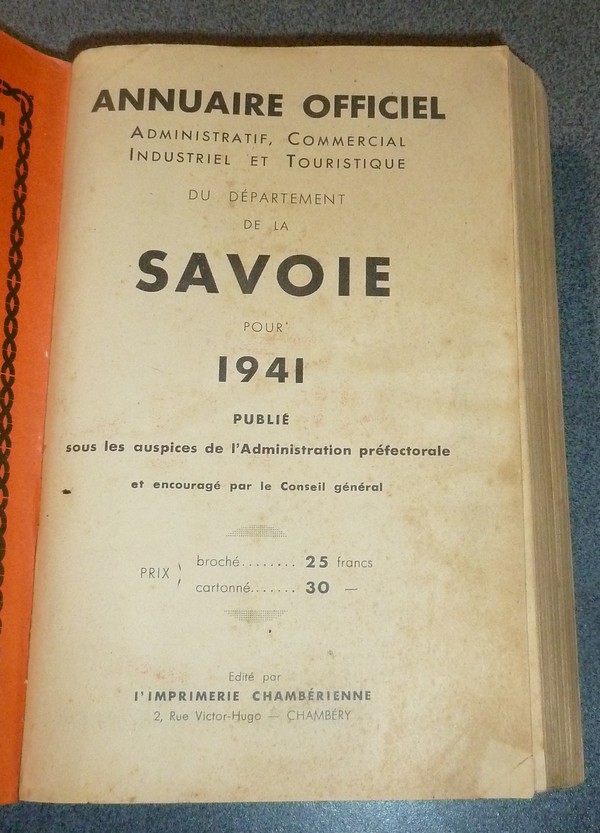 ANNUAIRE OFFICIEL
ADMINISTRATIF, COMMERCIAL
INDUSTRIEL ET TOURISTIQUE
DU DÉPARTEMENT
DE LA
SAVOIE
POUR
1941
PUBLIÉ
sous les auspices de l'Administration préfectorale
et encouragé par le Conseil général
PRIX
broché........ 25 francs
cartonné....... 30 —
Edité par
l'IMPRIMERIE CHAMBÉRIENNE
2, Rue Victor-Hugo — CHAMBÉRY